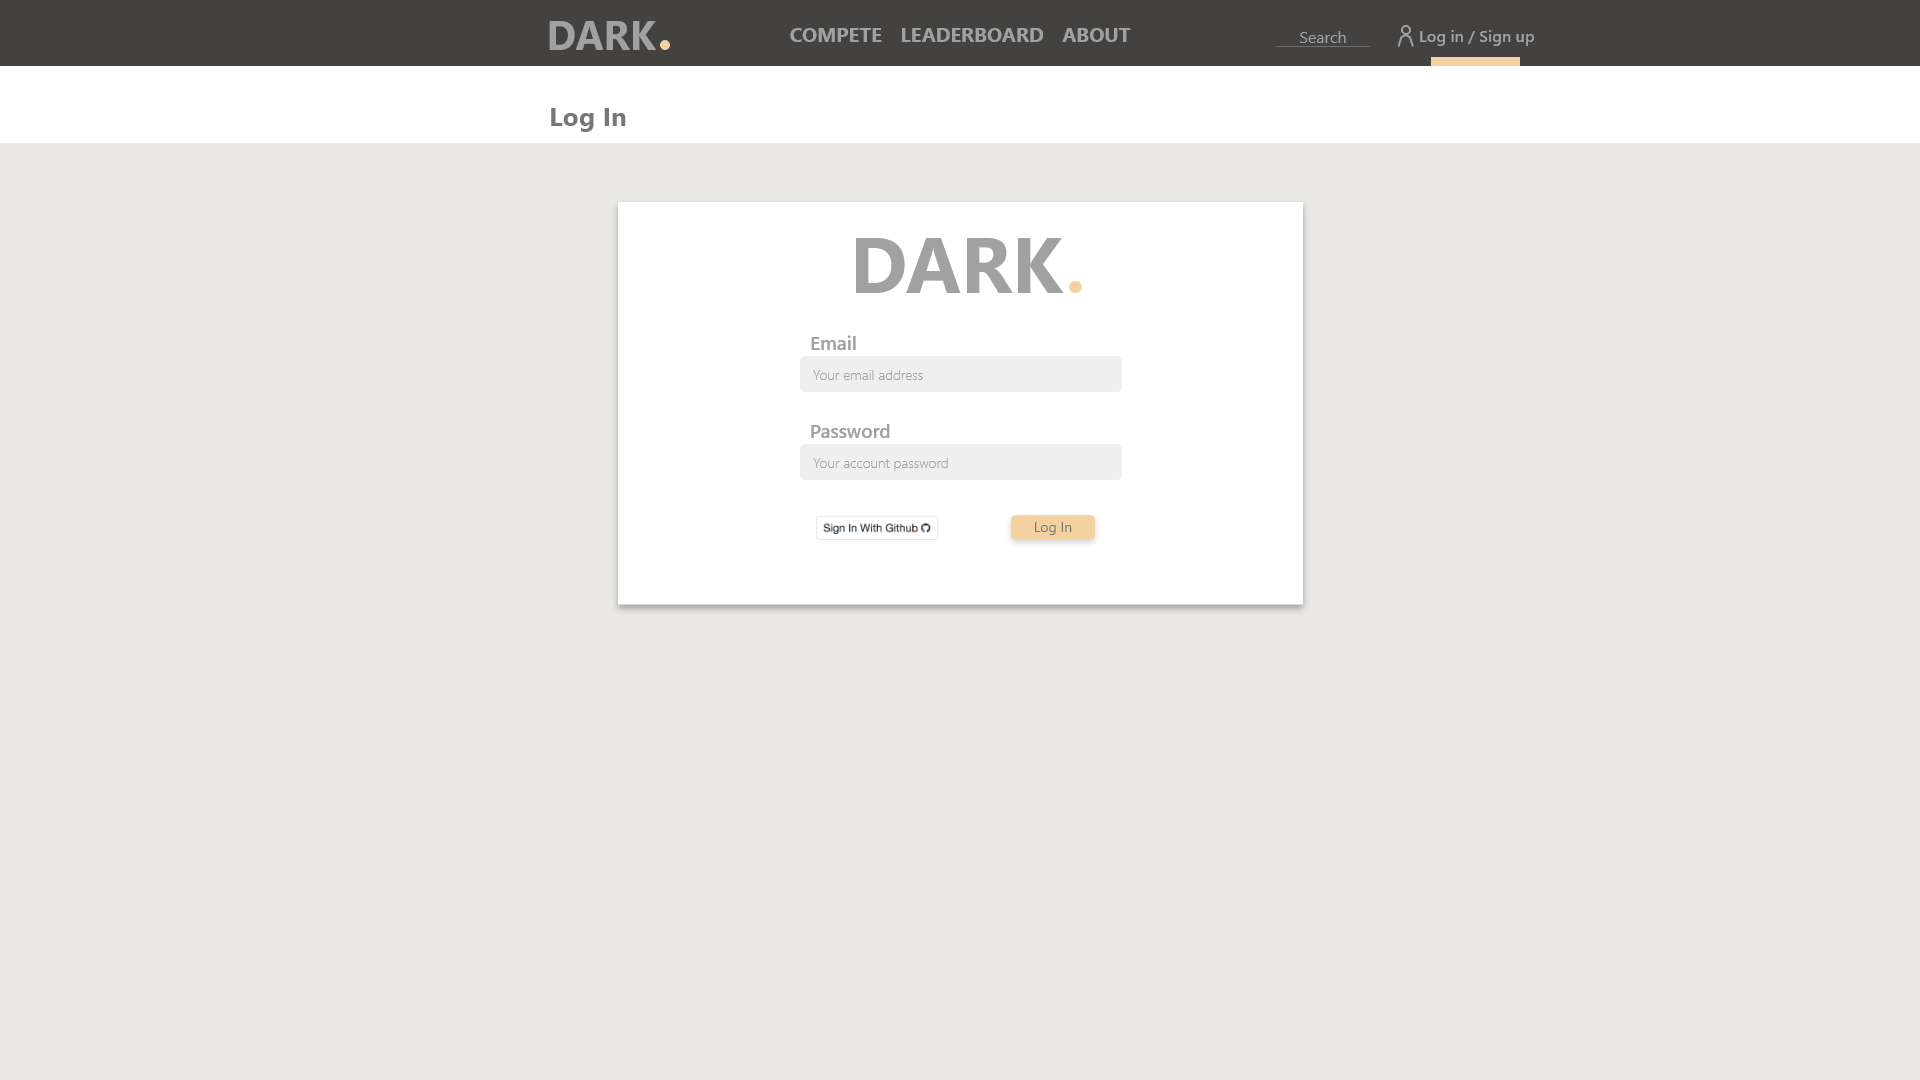 DARK.
COMPETE LEADERBOARD ABOUT
Search
Log in / Sign up
Log In
DARK.
Email
Your email address
Password
Your account password
Sign In With Github
Log In